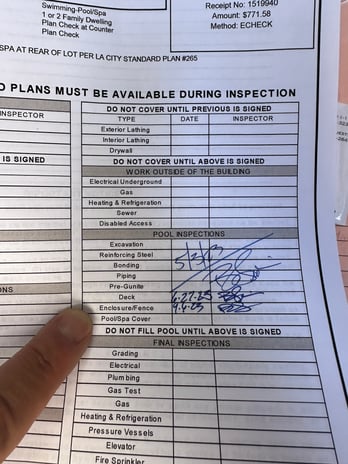 Swimming-Pool/Spa
1 or 2 Family Dwelling
Plan Check at Counter
Plan Check
Receipt No: 1519940
Amount: $771.58
Method: ECHECK
SPA AT REAR OF LOT PER LA CITY STANDARD PLAN #265
D PLANS MUST BE AVAILABLE DURING INSPECTION
NSPECTOR
IS SIGNED
ONS
DO NOT COVER UNTIL PREVIOUS IS SIGNED
TYPE DATE INSPECTOR
Exterior Lathing
Interior Lathing
Drywall
DO NOT COVER UNTIL ABOVE IS SIGNED
WORK OUTSIDE OF THE BUILDING
Electrical Underground
Gas
Heating & Refrigeration
Sewer
Disabled Access
POOL INSPECTIONS
Excavation
Reinforcing Steel
Bonding
Piping
Pre-Gunite
Deck 6-27-23
Enclosure/Fence
Pool/Spa Cover
DO NOT FILL POOL UNTIL ABOVE IS SIGNED
FINAL INSPECTIONS
Grading
Electrical
Plumbing
Gas Test
Gas
Heating & Refrigeration
Pressure Vessels
Elevator
Fire Sprinkler